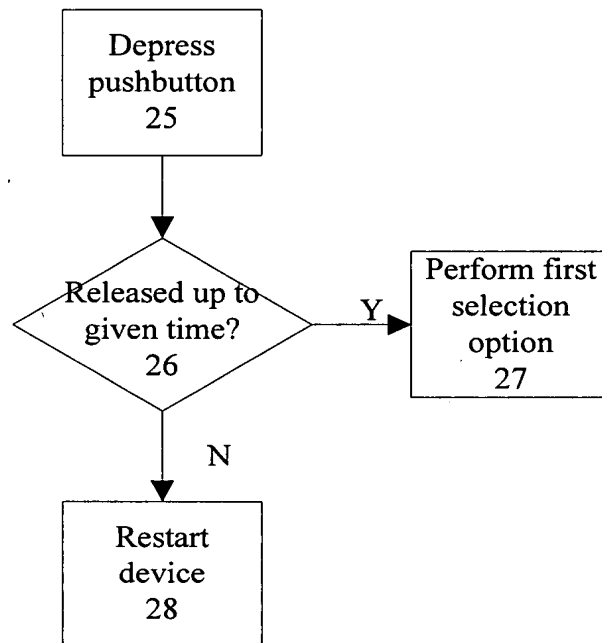 Depress
pushbutton
25
Released up to
given time?
26
Y
Perform first
selection
option
27
N
Restart
device
28